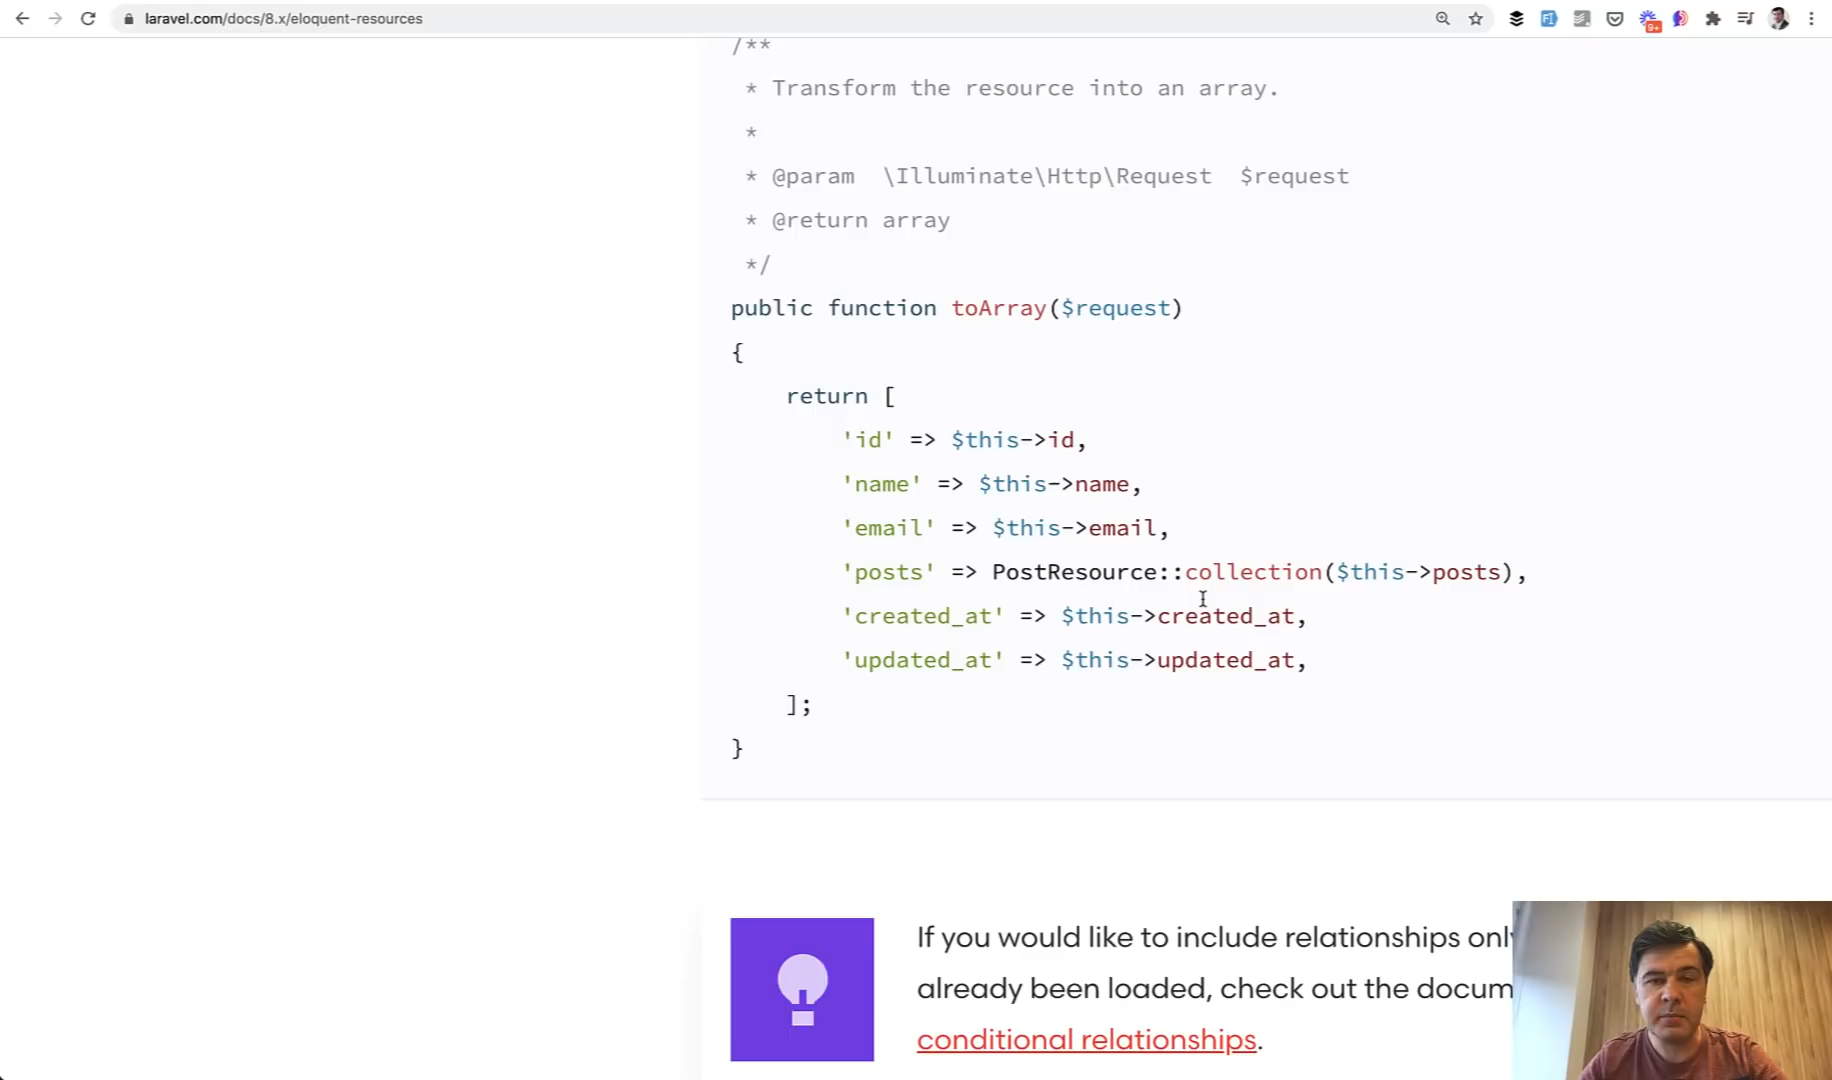 laravel.com/docs/8.x/eloquent-resources
9+
/**
* Transform the resource into an array.
*
* @param  \Illuminate\Http\Request  $request
* @return array
*/
public function toArray($request)
{
    return [
        'id' => $this->id,
        'name' => $this->name,
        'email' => $this->email,
        'posts' => PostResource::collection($this->posts),
        'created_at' => $this->created_at,
        'updated_at' => $this->updated_at,
    ];
}
If you would like to include relationships
already been loaded, check out the
conditional relationships.